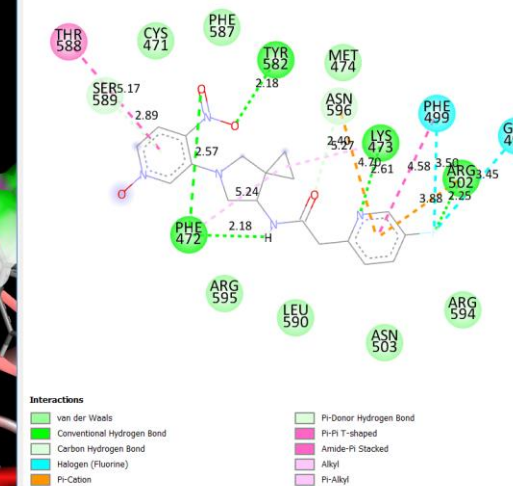 PHE
587
THR
588
CYS
471
TYR
582
MET
474
SER
589
5.17
2.18
ASN
596
PHE
499
2.89
O
N
O
2.40
5.27
LYS
473
2.57
4.70
2.61
4.58
3.50
ARG
502
3.45
N
N
5.24
O
N
3.88
2.25
O
PHE
472
2.18
H
N
ARG
595
LEU
590
ARG
594
ASN
503
Interactions
van der Waals
Conventional Hydrogen Bond
Carbon Hydrogen Bond
Halogen (Fluorine)
Pi-Cation
Pi-Donor Hydrogen Bond
Pi-Pi T-shaped
Amide-Pi Stacked
Alkyl
Pi-Alkyl